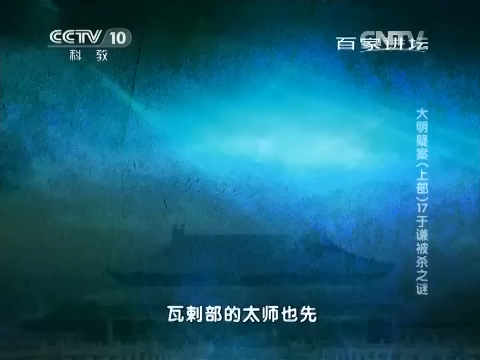 CCTV 10
科教
百家讲坛
CNTV
大明疑案(上部)17于谦被杀之谜
瓦剌部的太师也先